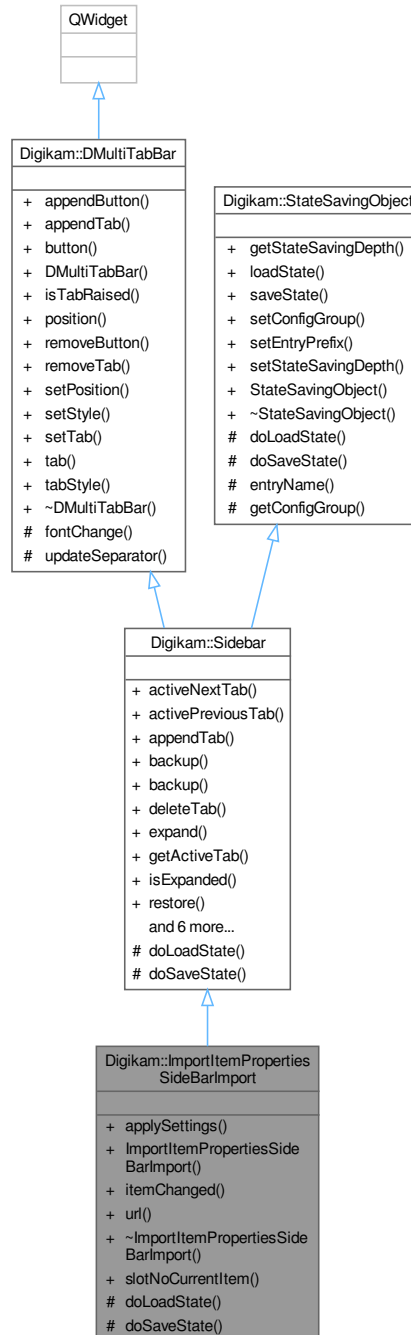 QWidget
Digikam::DMultiTabBar
+ appendButton()
+ appendTab()
+ button()
+ DMultiTabBar()
+ isTabRaised()
+ position()
+ removeButton()
+ removeTab()
+ setPosition()
+ setStyle()
+ setTab()
+ tab()
+ tabStyle()
+ ~DMultiTabBar()
# fontChange()
# updateSeparator()
Digikam::StateSavingObject
+ getStateSavingDepth()
+ loadState()
+ saveState()
+ setConfigGroup()
+ setEntryPrefix()
+ setStateSavingDepth()
+ StateSavingObject()
+ ~StateSavingObject()
# doLoadState()
# doSaveState()
# entryName()
# getConfigGroup()
Digikam::Sidebar
+ activeNextTab()
+ activePreviousTab()
+ appendTab()
+ backup()
+ backup()
+ deleteTab()
+ expand()
+ getActiveTab()
+ isExpanded()
+ restore()
and 6 more...
# doLoadState()
# doSaveState()
Digikam::ImportItemProperties
SideBarImport
+ applySettings()
+ ImportItemPropertiesSide
BarImport()
+ itemChanged()
+ url()
+ ~ImportItemPropertiesSide
BarImport()
+ slotNoCurrentItem()
# doLoadState()
# doSaveState()